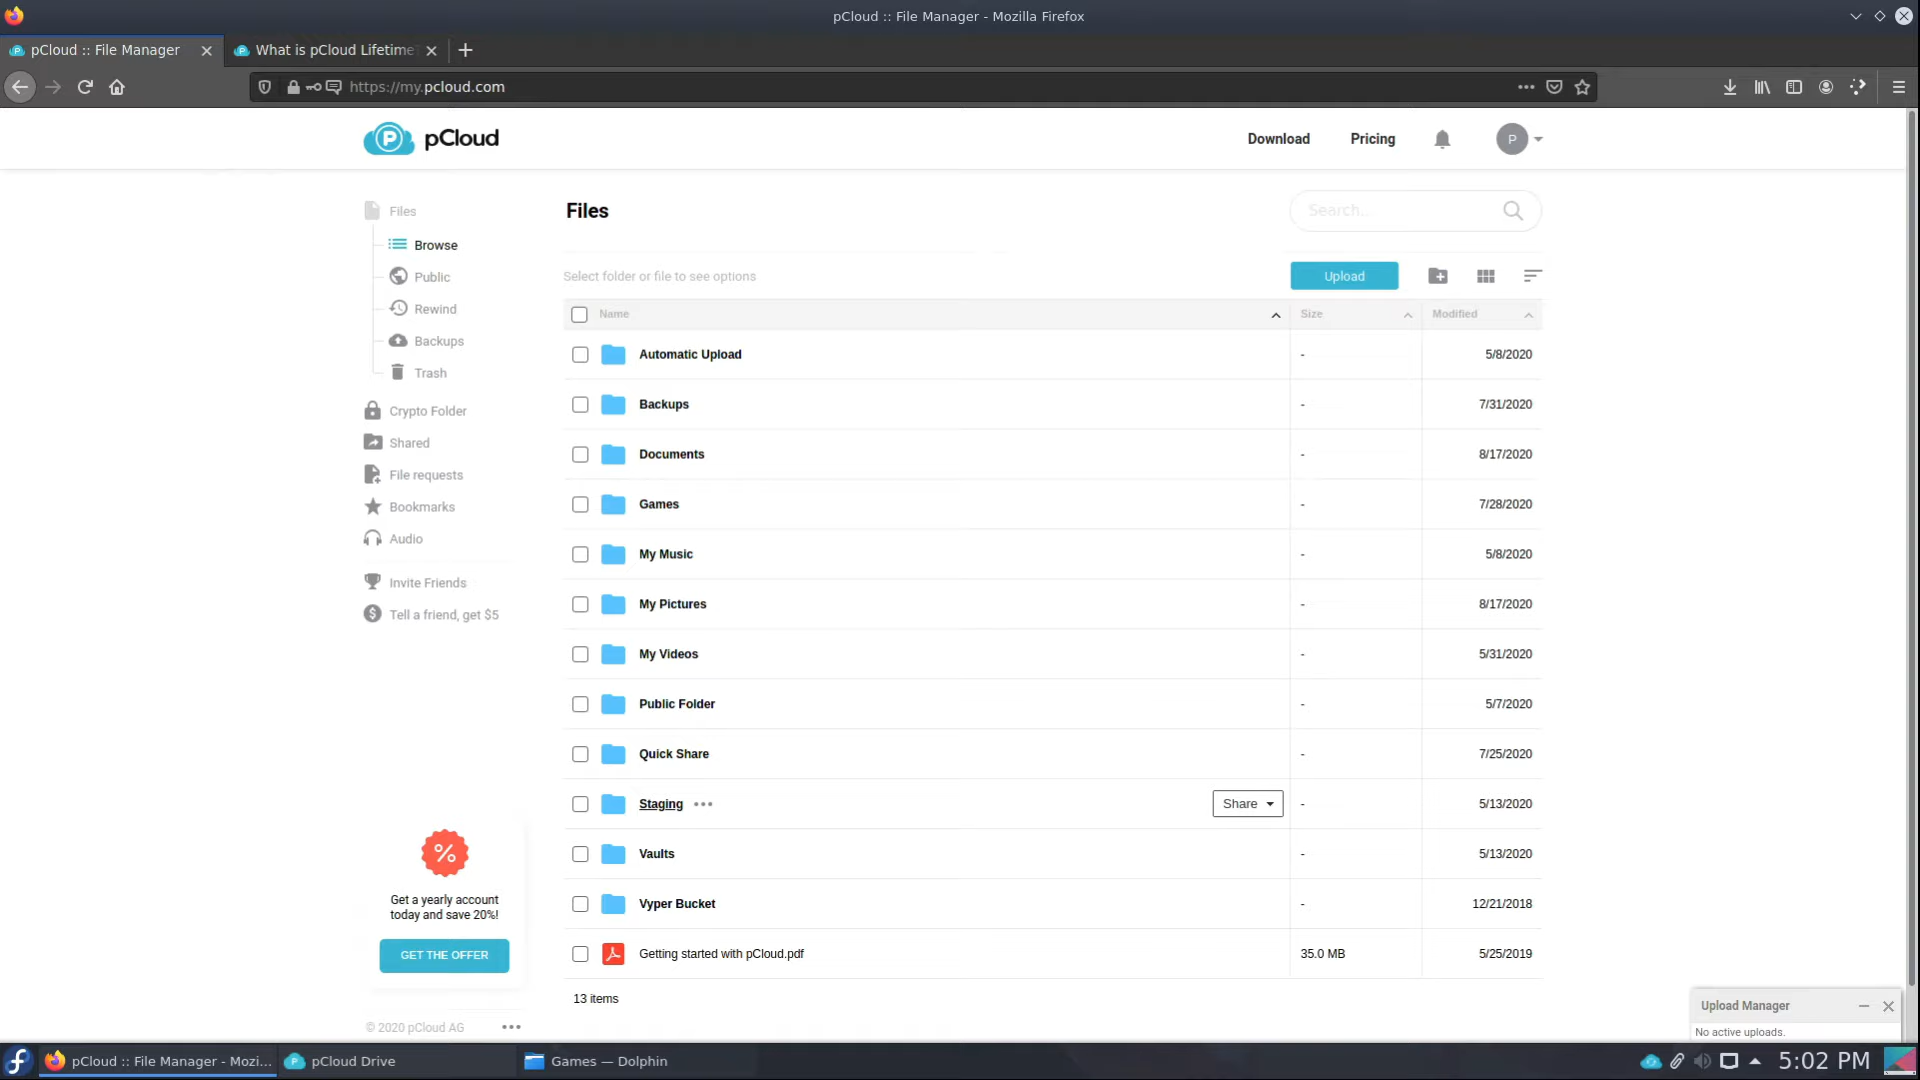 pCloud :: File Manager - Mozilla Firefox
pCloud :: File Manager
What is pCloud Lifetime
https://my.pcloud.com
P pCloud
Download
Pricing
P
Files
Browse
Public
Rewind
Backups
Trash
Crypto Folder
Shared
File requests
Bookmarks
Audio
Invite Friends
Tell a friend, get $5
%
Get a yearly account
today and save 20%!
GET THE OFFER
© 2020 pCloud AG
Files
Search...
Select folder or file to see options
Upload
Name Size Modified
Automatic Upload - 5/8/2020
Backups - 7/31/2020
Documents - 8/17/2020
Games - 7/28/2020
My Music - 5/8/2020
My Pictures - 8/17/2020
My Videos - 5/31/2020
Public Folder - 5/7/2020
Quick Share - 7/25/2020
Staging Share - 5/13/2020
Vaults - 5/13/2020
Vyper Bucket - 12/21/2018
Getting started with pCloud.pdf 35.0 MB 5/25/2019
13 items
Upload Manager
No active uploads.
pCloud :: File Manager - Mozi...
pCloud Drive
Games — Dolphin
5:02 PM